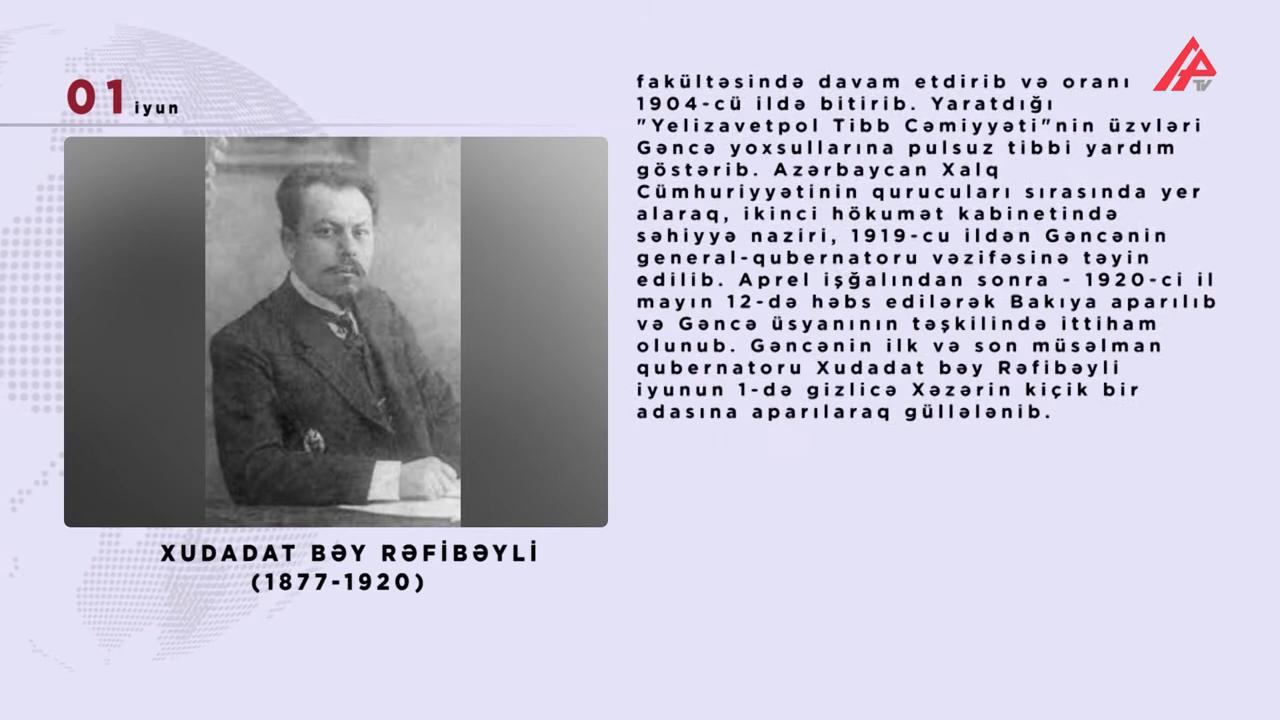 01 iyun
XUDADAT BƏY RƏFİBƏYLİ
(1877-1920)
fakültəsində davam etdirib və oranı
1904-cü ildə bitirib. Yaratdığı
"Yelizavetpol Tibb Cəmiyyəti"nin üzvləri
Gəncə yoxsullarına pulsuz tibbi yardım
göstərib. Azərbaycan Xalq
Cümhuriyyətinin qurucuları sırasında yer
alaraq, ikinci hökumət kabinetində
səhiyyə naziri, 1919-cu ildən Gəncənin
general-qubernatoru vəzifəsinə təyin
edilib. Aprel işğalından sonra - 1920-ci il
mayın 12-də həbs edilərək Bakıya aparılıb
və Gəncə üsyanının təşkilində ittiham
olunub. Gəncənin ilk və son müsəlman
qubernatoru Xudadat bəy Rəfibəyli
iyunun 1-də gizlicə Xəzərin kiçik bir
adasına aparılaraq güllələnib.
TV